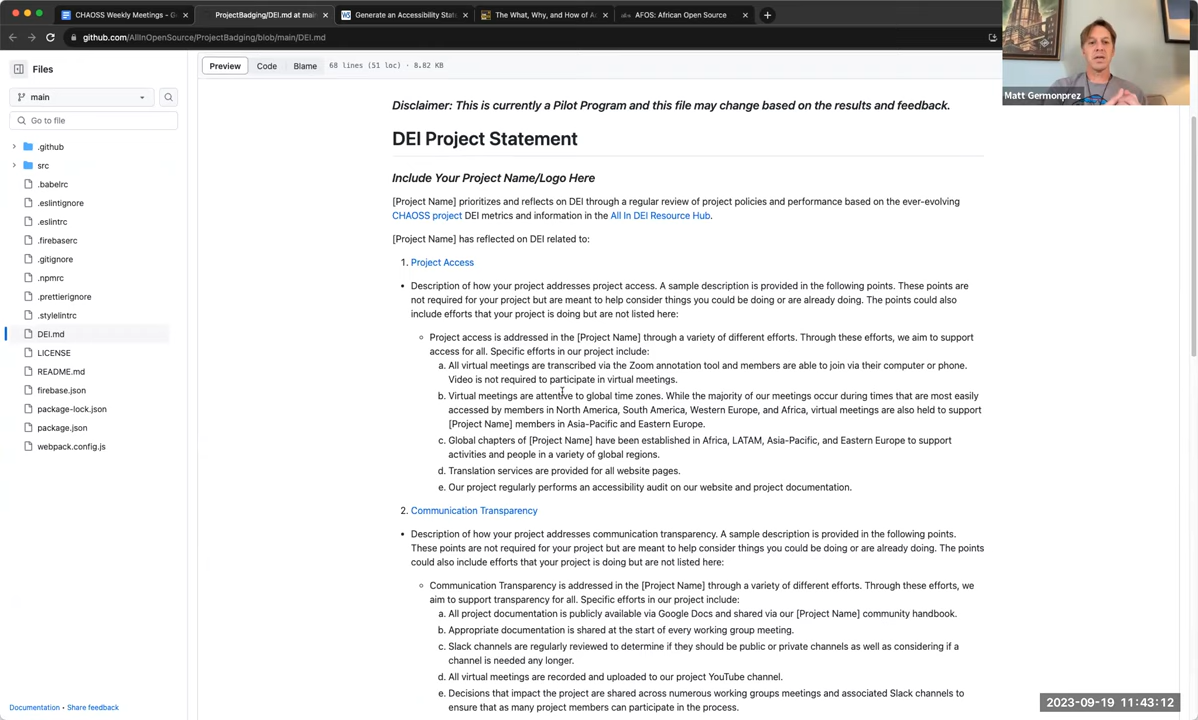 CHAOSS Weekly Meetings - G
ProjectBadging/DEI.md at mai
Generate an Accessibility State
The What, Why, and How of A
AFOS: African Open Source
github.com/AllInOpenSource/ProjectBadging/blob/main/DEI.md
Files
main
Go to file
.github
src
.babelrc
.eslintignore
.eslintrc
.firebaserc
.gitignore
.npmrc
.prettierignore
.stylelintrc
DEI.md
LICENSE
README.md
firebase.json
package-lock.json
package.json
webpack.config.js
Documentation • Share feedback
Preview Code Blame 68 lines (51 loc) · 8.82 KB
Disclaimer: This is currently a Pilot Program and this file may change based on the results and feedback.
DEI Project Statement
Include Your Project Name/Logo Here
[Project Name] prioritizes and reflects on DEI through a regular review of project policies and performance based on the ever-evolving
CHAOSS project DEI metrics and information in the All In DEI Resource Hub.
[Project Name] has reflected on DEI related to:
1. Project Access
• Description of how your project addresses project access. A sample description is provided in the following points. These points are
not required for your project but are meant to help consider things you could be doing or are already doing. The points could also
include efforts that your project is doing but are not listed here:
◦ Project access is addressed in the [Project Name] through a variety of different efforts. Through these efforts, we aim to support
access for all. Specific efforts in our project include:
a. All virtual meetings are transcribed via the Zoom annotation tool and members are able to join via their computer or phone.
Video is not required to participate in virtual meetings.
b. Virtual meetings are attentive to global time zones. While the majority of our meetings occur during times that are most easily
accessed by members in North America, South America, Western Europe, and Africa, virtual meetings are also held to support
[Project Name] members in Asia-Pacific and Eastern Europe.
c. Global chapters of [Project Name] have been established in Africa, LATAM, Asia-Pacific, and Eastern Europe to support
activities and people in a variety of global regions.
d. Translation services are provided for all website pages.
e. Our project regularly performs an accessibility audit on our website and project documentation.
2. Communication Transparency
• Description of how your project addresses communication transparency. A sample description is provided in the following points.
These points are not required for your project but are meant to help consider things you could be doing or are already doing. The points
could also include efforts that your project is doing but are not listed here:
◦ Communication Transparency is addressed in the [Project Name] through a variety of different efforts. Through these efforts, we
aim to support transparency for all. Specific efforts in our project include:
a. All project documentation is publicly available via Google Docs and shared via our [Project Name] community handbook.
b. Appropriate documentation is shared at the start of every working group meeting.
c. Slack channels are regularly reviewed to determine if they should be public or private channels as well as considering if a
channel is needed any longer.
d. All virtual meetings are recorded and uploaded to our project YouTube channel.
e. Decisions that impact the project are shared across numerous working groups meetings and associated Slack channels to
ensure that as many project members can participate in the process.
Matt Germonprez
2023-09-19 11:43:12